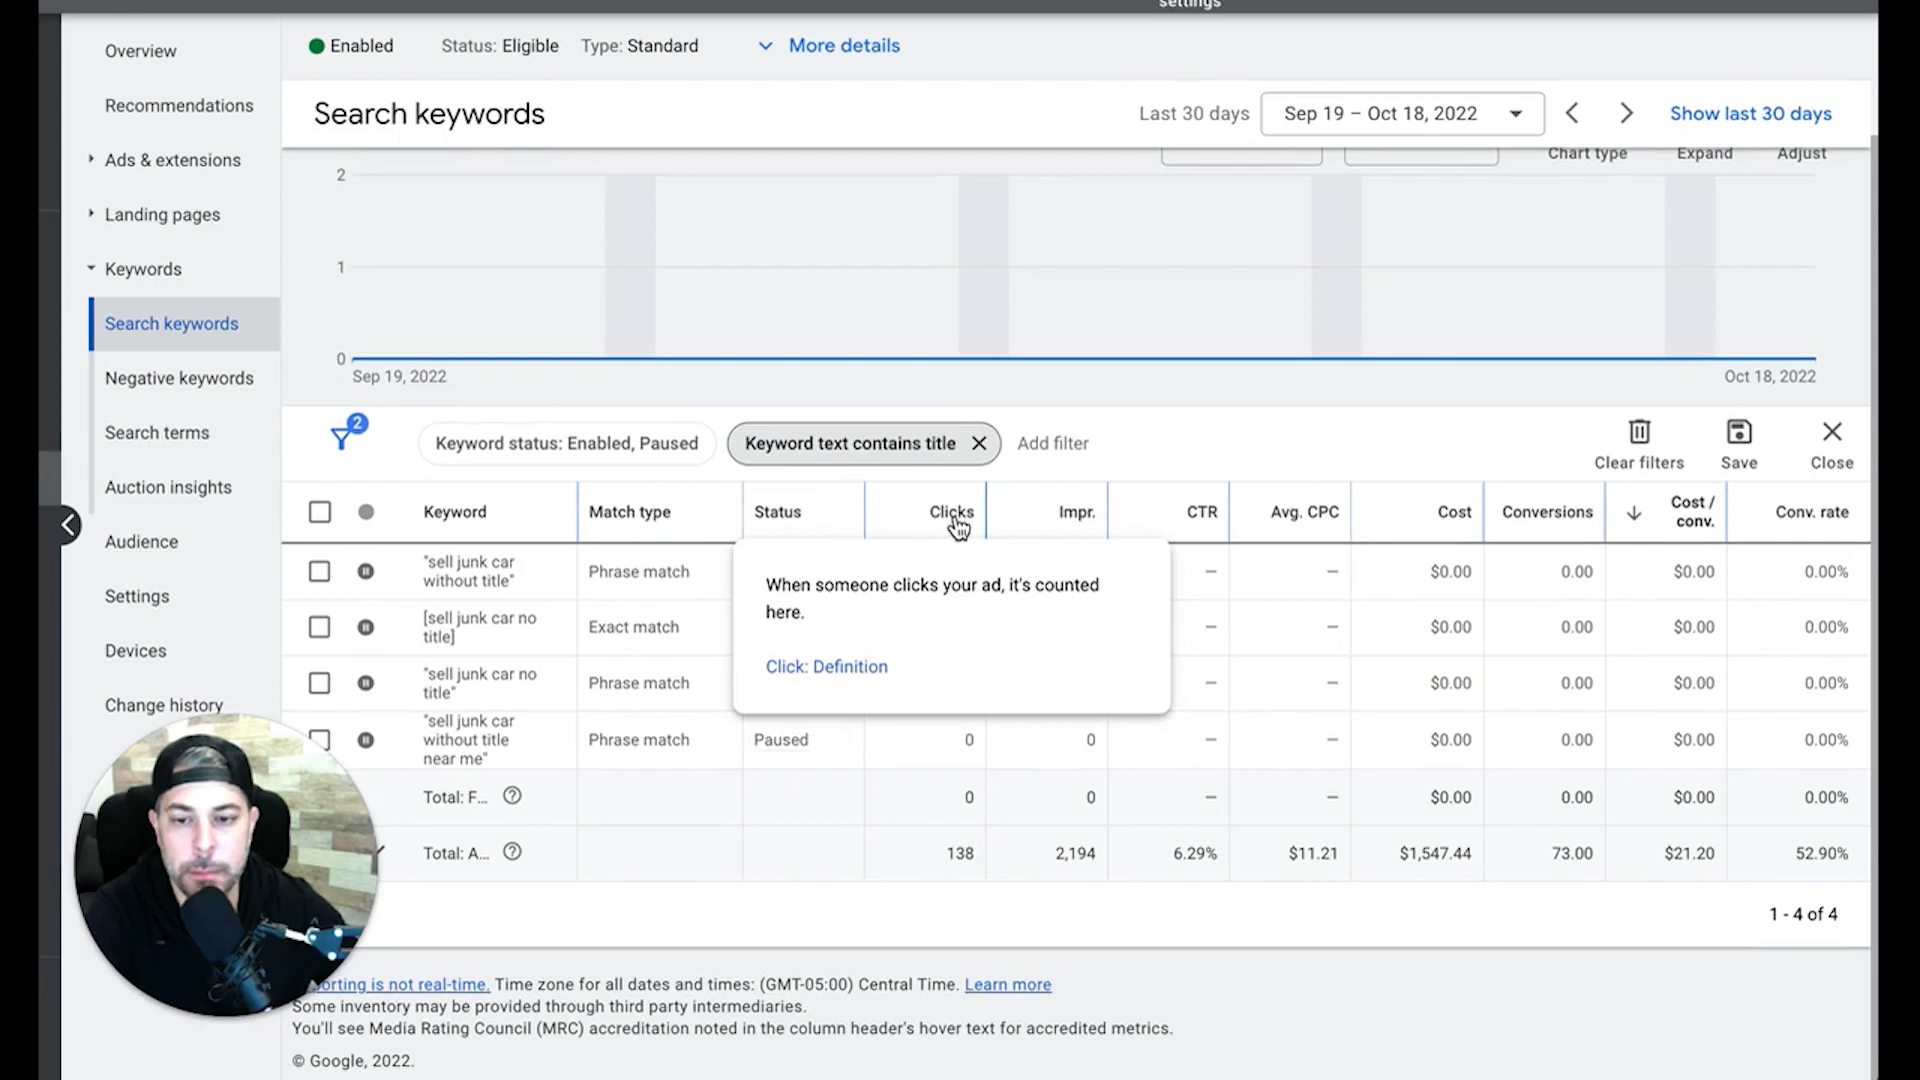 settings
Overview
Recommendations
Ads & extensions
Landing pages
Keywords
Search keywords
Negative keywords
Search terms
Auction insights
Audience
Settings
Devices
Change history
Enabled Status: Eligible Type: Standard More details
Search keywords Last 30 days Sep 19 – Oct 18, 2022 Show last 30 days
Chart type Expand Adjust
2
1
0
Sep 19, 2022 Oct 18, 2022
2 Keyword status: Enabled, Paused Keyword text contains title Add filter
Clear filters Save Close
Keyword Match type Status Clicks Impr. CTR Avg. CPC Cost Conversions Cost / conv. Conv. rate
"sell junk car
without title" Phrase match – – $0.00 0.00 $0.00 0.00%
[sell junk car no
title] Exact match – – $0.00 0.00 $0.00 0.00%
"sell junk car no
title" Phrase match – – $0.00 0.00 $0.00 0.00%
When someone clicks your ad, it's counted
here.
Click: Definition
"sell junk car
without title
near me" Phrase match Paused 0 0 – – $0.00 0.00 $0.00 0.00%
Total: F... 0 0 – – $0.00 0.00 $0.00 0.00%
Total: A... 138 2,194 6.29% $11.21 $1,547.44 73.00 $21.20 52.90%
1 - 4 of 4
orting is not real-time. Time zone for all dates and times: (GMT-05:00) Central Time. Learn more
Some inventory may be provided through third party intermediaries.
You'll see Media Rating Council (MRC) accreditation noted in the column header's hover text for accredited metrics.
© Google, 2022.